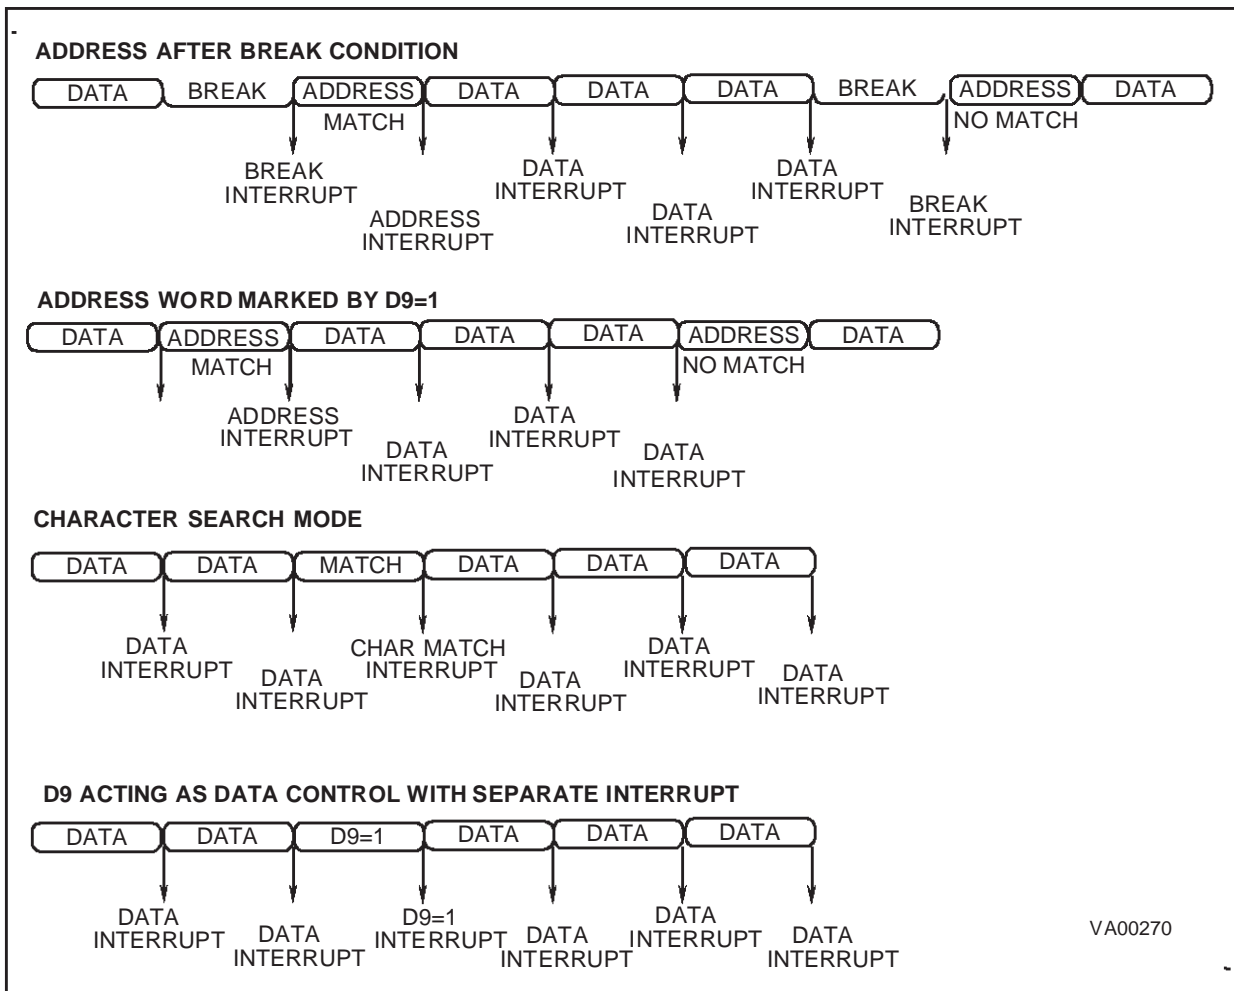 ADDRESS AFTER BREAK CONDITION
DATA BREAK ADDRESS DATA DATA DATA BREAK ADDRESS DATA
MATCH NO MATCH
BREAK
INTERRUPT
ADDRESS
INTERRUPT
DATA
INTERRUPT
DATA
INTERRUPT
DATA
INTERRUPT
BREAK
INTERRUPT
ADDRESS WORD MARKED BY D9=1
DATA ADDRESS DATA DATA DATA ADDRESS DATA
MATCH NO MATCH
ADDRESS
INTERRUPT
DATA
INTERRUPT
DATA
INTERRUPT
DATA
INTERRUPT
CHARACTER SEARCH MODE
DATA DATA MATCH DATA DATA DATA
DATA
INTERRUPT
DATA
INTERRUPT
CHAR MATCH
INTERRUPT
DATA
INTERRUPT
DATA
INTERRUPT
DATA
INTERRUPT
D9 ACTING AS DATA CONTROL WITH SEPARATE INTERRUPT
DATA DATA D9=1 DATA DATA DATA
DATA
INTERRUPT
DATA
INTERRUPT
D9=1
INTERRUPT
DATA
INTERRUPT
DATA
INTERRUPT
DATA
INTERRUPT
VA00270